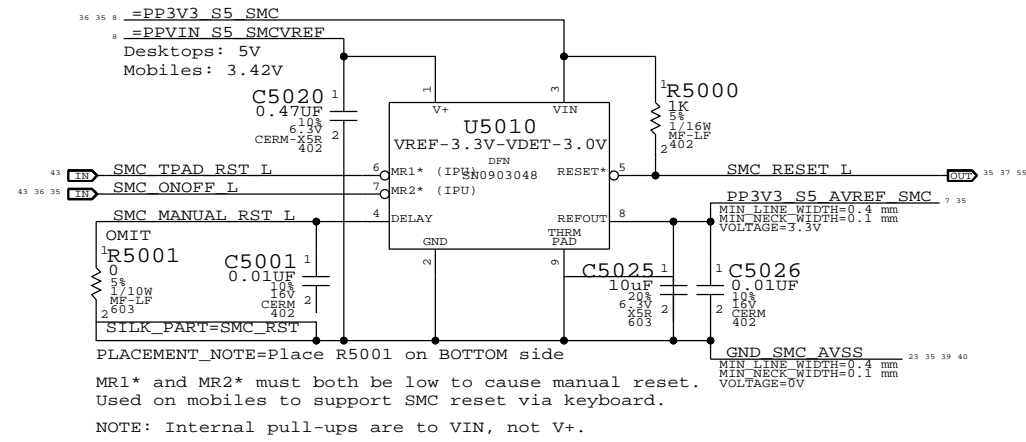 36 35 8 =PP3V3_S5_SMC
8 =PPVIN_S5_SMCVREF
Desktops: 5V
Mobiles: 3.42V
C5020 1
0.47UF
10%
6.3V 2
CERM-X5R
402
1
V+
3
VIN
U5010
VREF-3.3V-VDET-3.0V
DFN
SN0903048
1 R5000
1K
5%
1/16W
MF-LF
2 402
43 IN SMC_TPAD_RST_L 6 MR1* (IPU)
43 36 35 IN SMC_ONOFF_L 7 MR2* (IPU)
RESET* 5 SMC_RESET_L OUT 35 37 55
SMC_MANUAL_RST_L 4 DELAY
REFOUT 8
PP3V3_S5_AVREF_SMC 7 35
MIN_LINE_WIDTH=0.4 mm
MIN_NECK_WIDTH=0.1 mm
VOLTAGE=3.3V
GND
2
THRM
PAD
9
OMIT
1 R5001
0
5%
1/10W
MF-LF
2 603
SILK_PART=SMC_RST
C5001 1
0.01UF
10%
16V 2
CERM
402
C5025 1
10uF
20%
6.3V 2
X5R
603
1 C5026
0.01UF
10%
2 16V
CERM
402
PLACEMENT_NOTE=Place R5001 on BOTTOM side
GND_SMC_AVSS 23 35 39 40
MIN_LINE_WIDTH=0.4 mm
MIN_NECK_WIDTH=0.1 mm
VOLTAGE=0V
MR1* and MR2* must both be low to cause manual reset.
Used on mobiles to support SMC reset via keyboard.
NOTE: Internal pull-ups are to VIN, not V+.